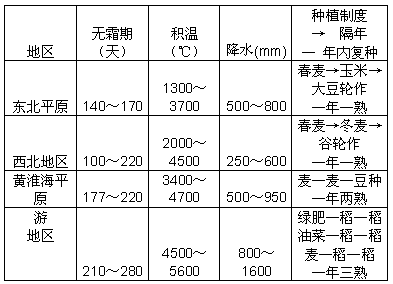 地区
无霜期
（天）
积温
（℃）
降水(mm)
种植制度
→ 隔年
— 年内复种
东北平原
140～170
1300～
3700
500～800
春麦→玉米→
大豆轮作
一年一熟
西北地区
100～220
2000～
4500
250～600
春麦→冬麦→
谷轮作
一年一熟
黄淮海平
原
177～220
3400～
4700
500～950
麦—麦—豆种
一年两熟
游
地区
210～280
4500～
5600
800～
1600
绿肥—稻—稻
油菜—稻—稻
麦—稻—稻
一年三熟